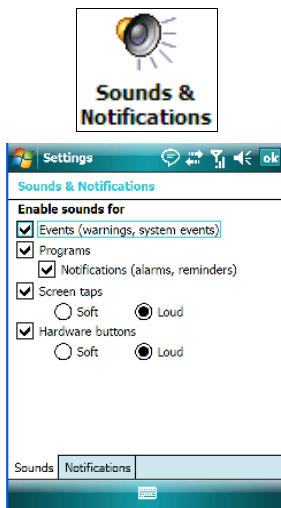 Sounds &
Notifications
Settings
ok
Sounds & Notifications
Enable sounds for
Events (warnings, system events)
Programs
Notifications (alarms, reminders)
Screen taps
Soft Loud
Hardware buttons
Soft Loud
Sounds Notifications